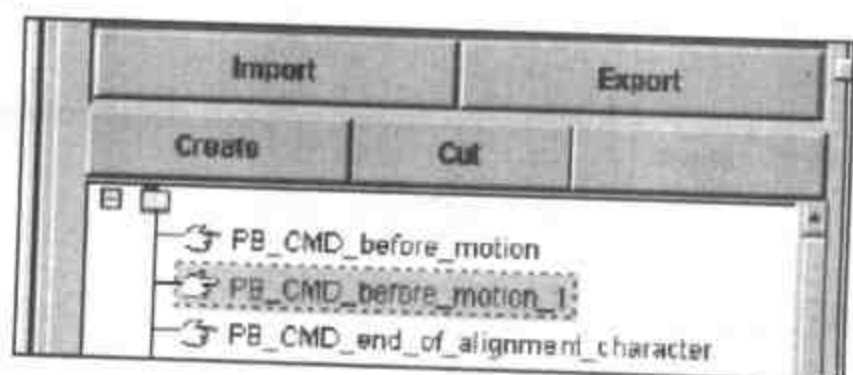 Import Export
Create Cut
PB_CMD_before_motion
PB_CMD_before_motion_1
PB_CMD_end_of_alignment_character